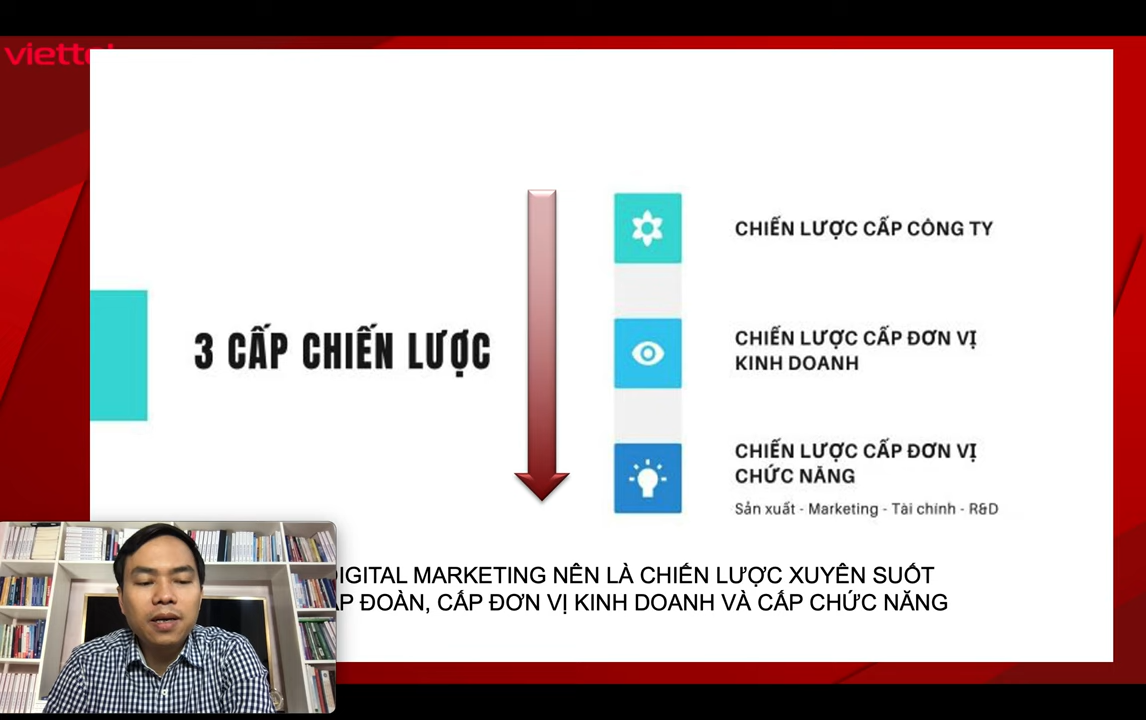 3 CẤP CHIẾN LƯỢC
CHIẾN LƯỢC CẤP CÔNG TY
CHIẾN LƯỢC CẤP ĐƠN VỊ
KINH DOANH
CHIẾN LƯỢC CẤP ĐƠN VỊ
CHỨC NĂNG
Sản xuất - Marketing - Tài chính - R&D
DIGITAL MARKETING NÊN LÀ CHIẾN LƯỢC XUYÊN SUỐT
ĐOÀN, CẤP ĐƠN VỊ KINH DOANH VÀ CẤP CHỨC NĂNG